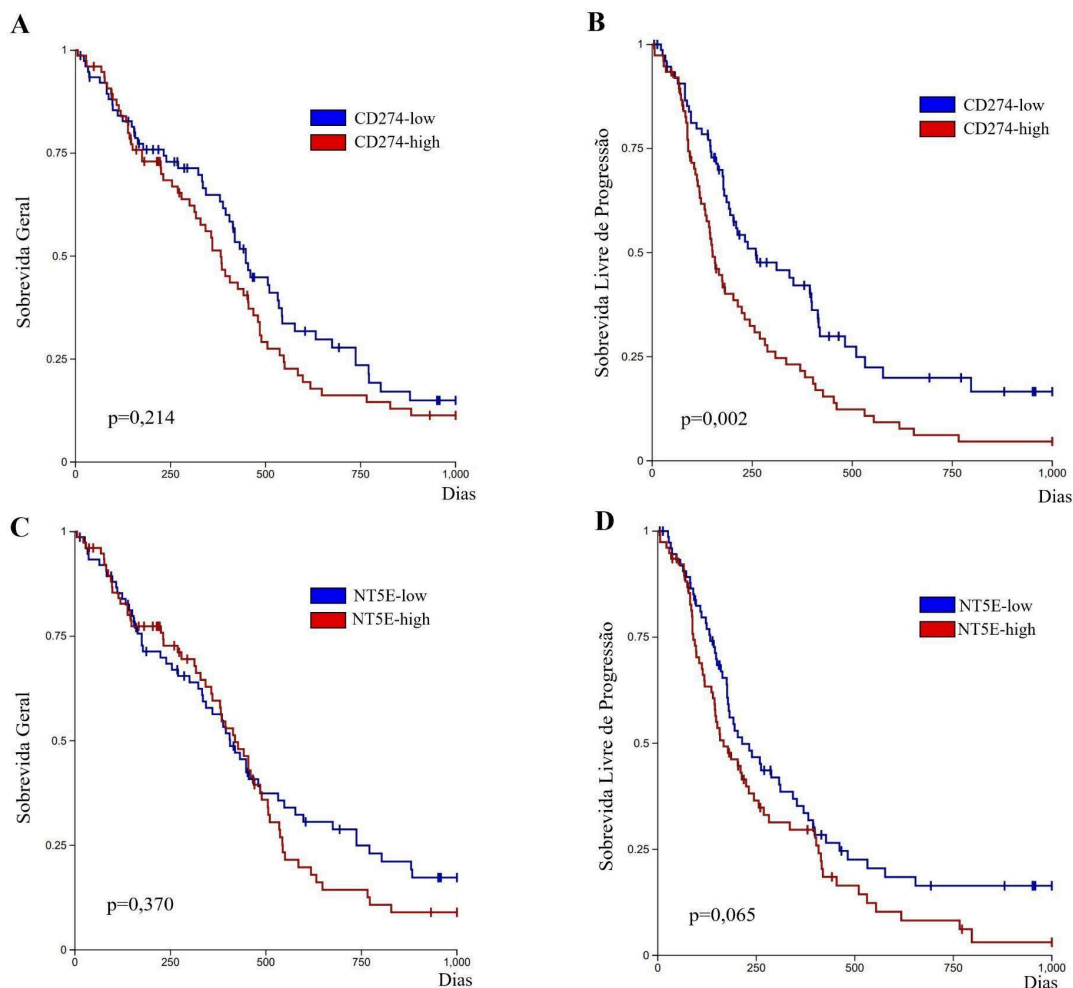 A
Sobrevida Geral
1
0.75
0.5
0.25
0
CD274-low
CD274-high
p=0,214
0
250
500
750
1,000
Dias
B
Sobrevida Livre de Progressão
1
0.75
0.5
0.25
0
CD274-low
CD274-high
p=0,002
0
250
500
750
1,000
Dias
C
Sobrevida Geral
1
0.75
0.5
0.25
0
NT5E-low
NT5E-high
p=0,370
0
250
500
750
1,000
Dias
D
Sobrevida Livre de Progressão
1
0.75
0.5
0.25
0
NT5E-low
NT5E-high
p=0,065
0
250
500
750
1,000
Dias